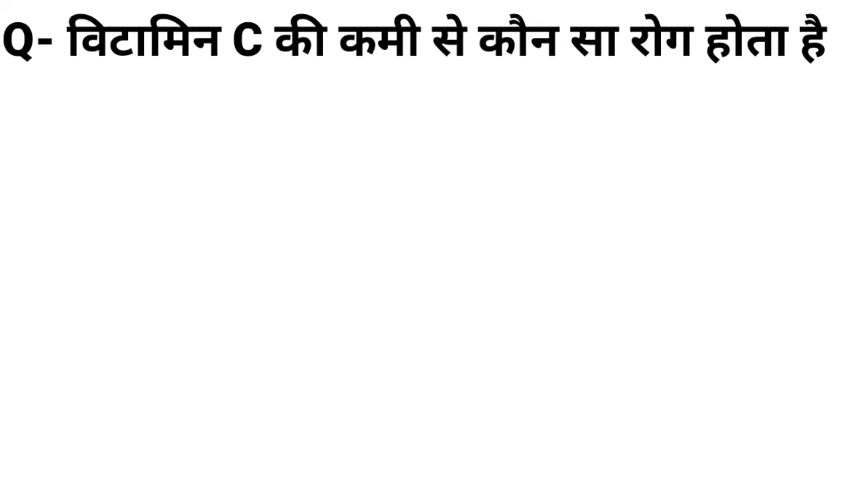 Q- विटामिन C की कमी से कौन सा रोग होता है